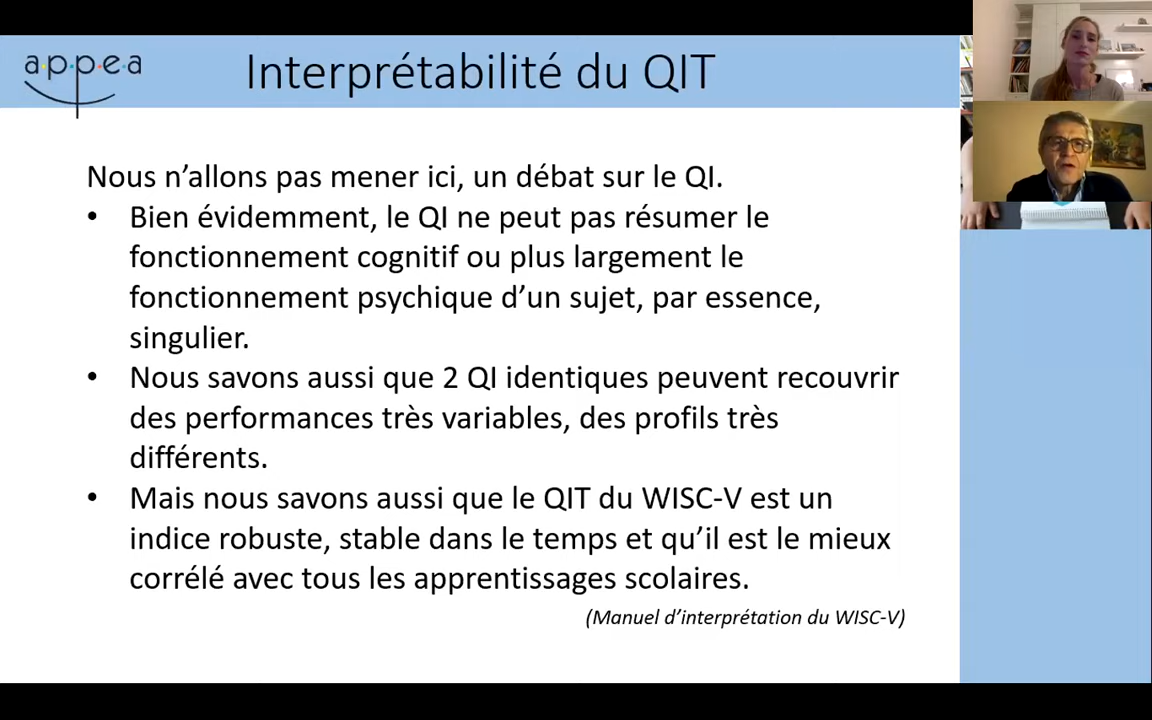 a·p·p·e·a
Interprétabilité du QIT
Nous n’allons pas mener ici, un débat sur le QI.
• Bien évidemment, le QI ne peut pas résumer le
fonctionnement cognitif ou plus largement le
fonctionnement psychique d’un sujet, par essence,
singulier.
• Nous savons aussi que 2 QI identiques peuvent recouvrir
des performances très variables, des profils très
différents.
• Mais nous savons aussi que le QIT du WISC-V est un
indice robuste, stable dans le temps et qu’il est le mieux
corrélé avec tous les apprentissages scolaires.
(Manuel d’interprétation du WISC-V)